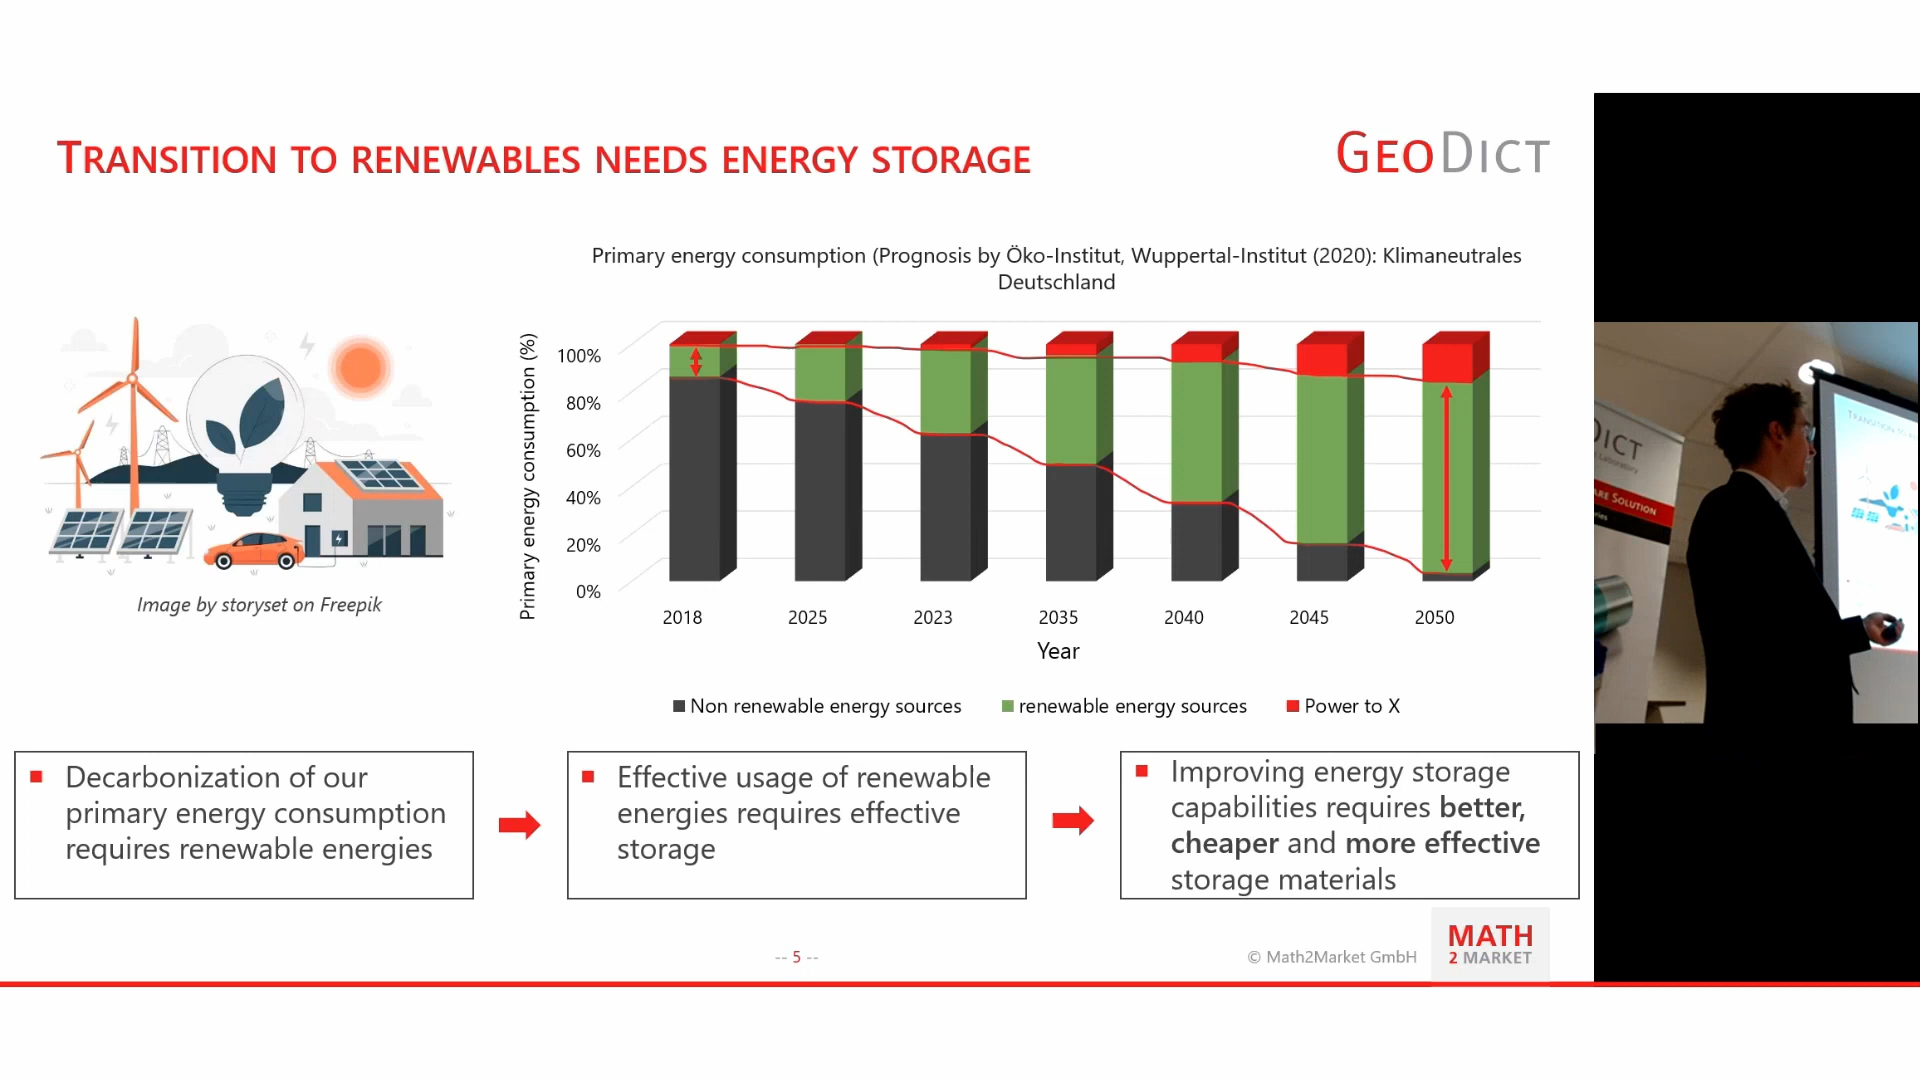 TRANSITION TO RENEWABLES NEEDS ENERGY STORAGE
GEODICT
Primary energy consumption (Prognosis by Öko-Institut, Wuppertal-Institut (2020): Klimaneutrales
Deutschland
Primary energy consumption (%)
100%
80%
60%
40%
20%
0%
2018 2025 2023 2035 2040 2045 2050
Year
Non renewable energy sources
renewable energy sources
Power to X
Image by storyset on Freepik
Decarbonization of our
primary energy consumption
requires renewable energies
Effective usage of renewable
energies requires effective
storage
Improving energy storage
capabilities requires better,
cheaper and more effective
storage materials
-- 5 --
© Math2Market GmbH
MATH
2 MARKET
DICT
Laboratory
SOLUTION